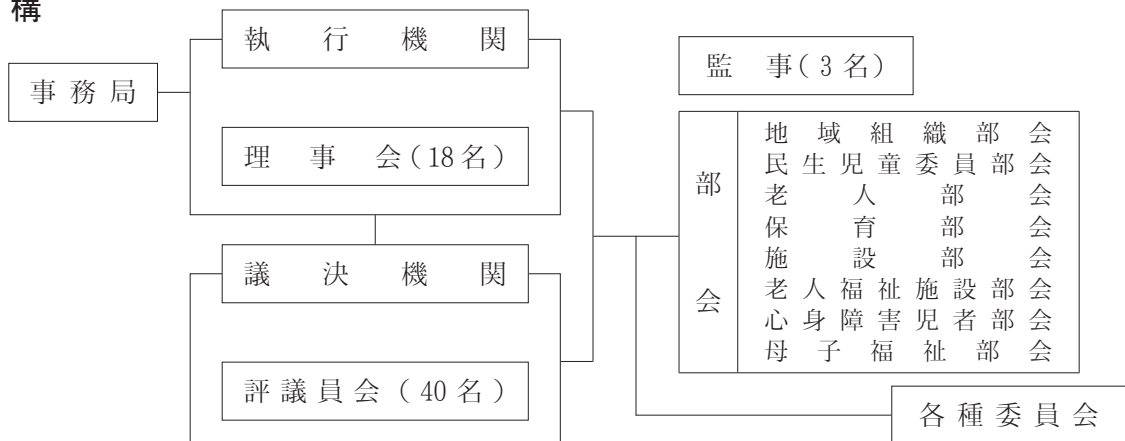 構
事務局
執行機関
理事会(18名)
議決機関
評議員会(40名)
監事(3名)
部会
地域組織部会
民生児童委員部会
老人部会
保育部会
施設部会
老人福祉施設部会
心身障害児者部会
母子福祉部会
各種委員会